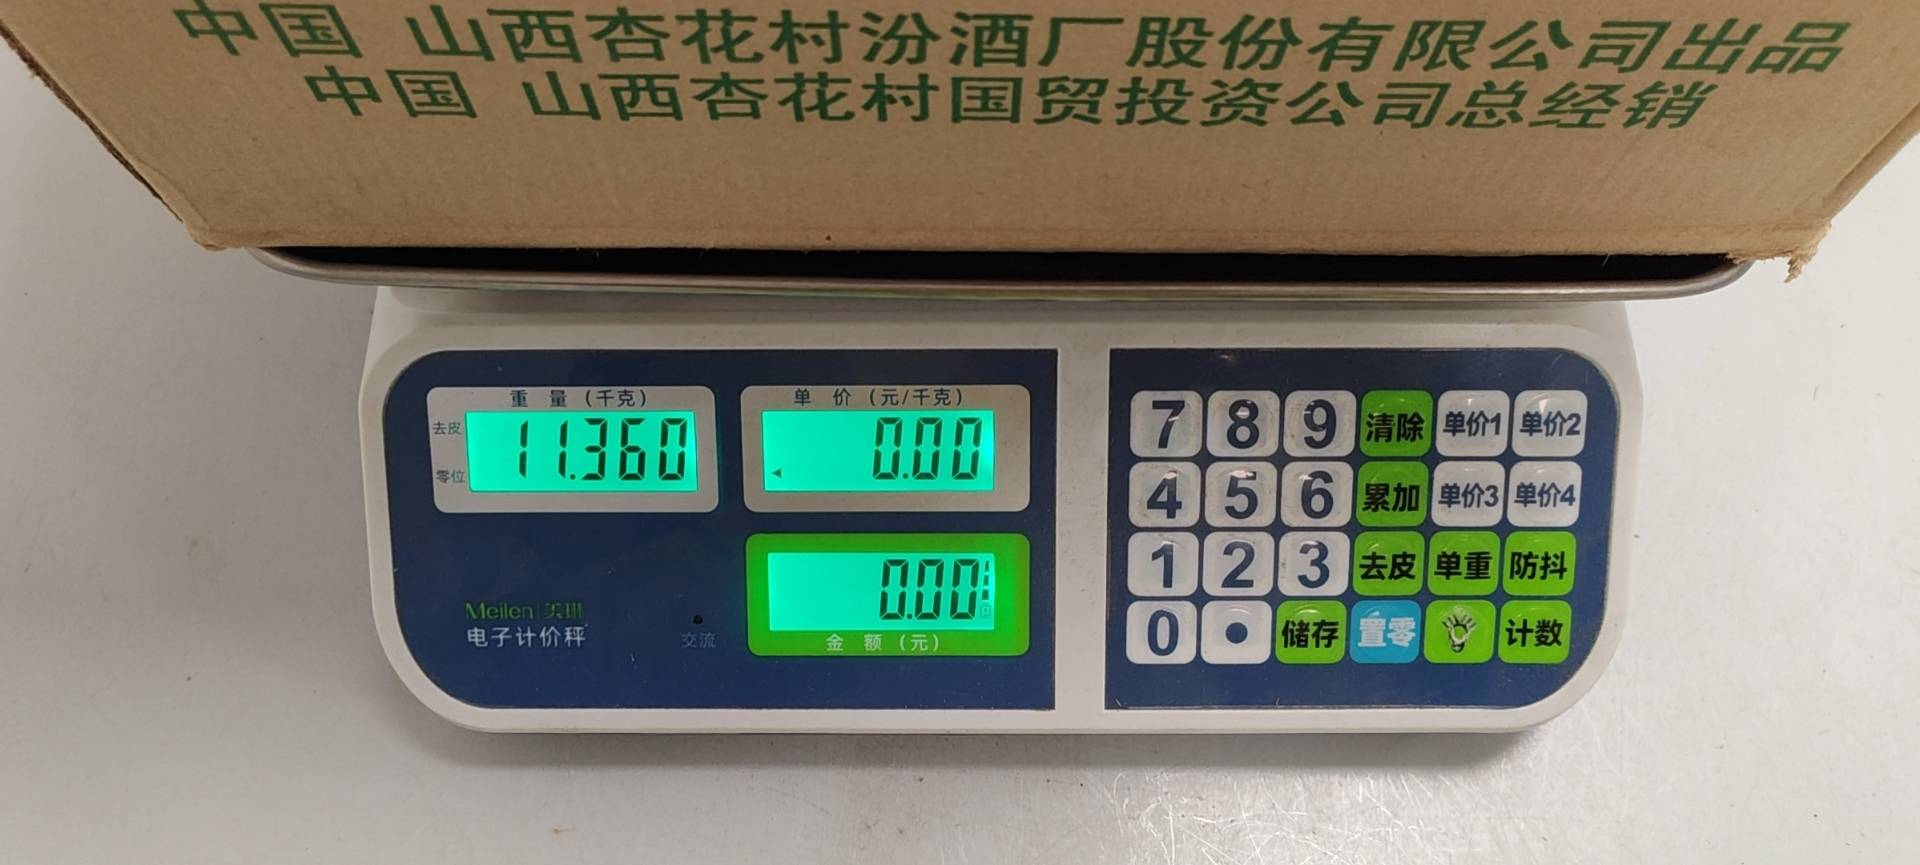 中国 山西杏花村汾酒厂股份有限公司出品
中国 山西杏花村国贸投资公司总经销
重 量 (千克)
去皮
零位
11.360
单 价 (元/千克)
0.00
0.00
金 额 (元)
Meilen 美琳
电子计价秤
交流
7 8 9 清除 单价1 单价2
4 5 6 累加 单价3 单价4
1 2 3 去皮 单重 防抖
0 • 储存 置零 计数